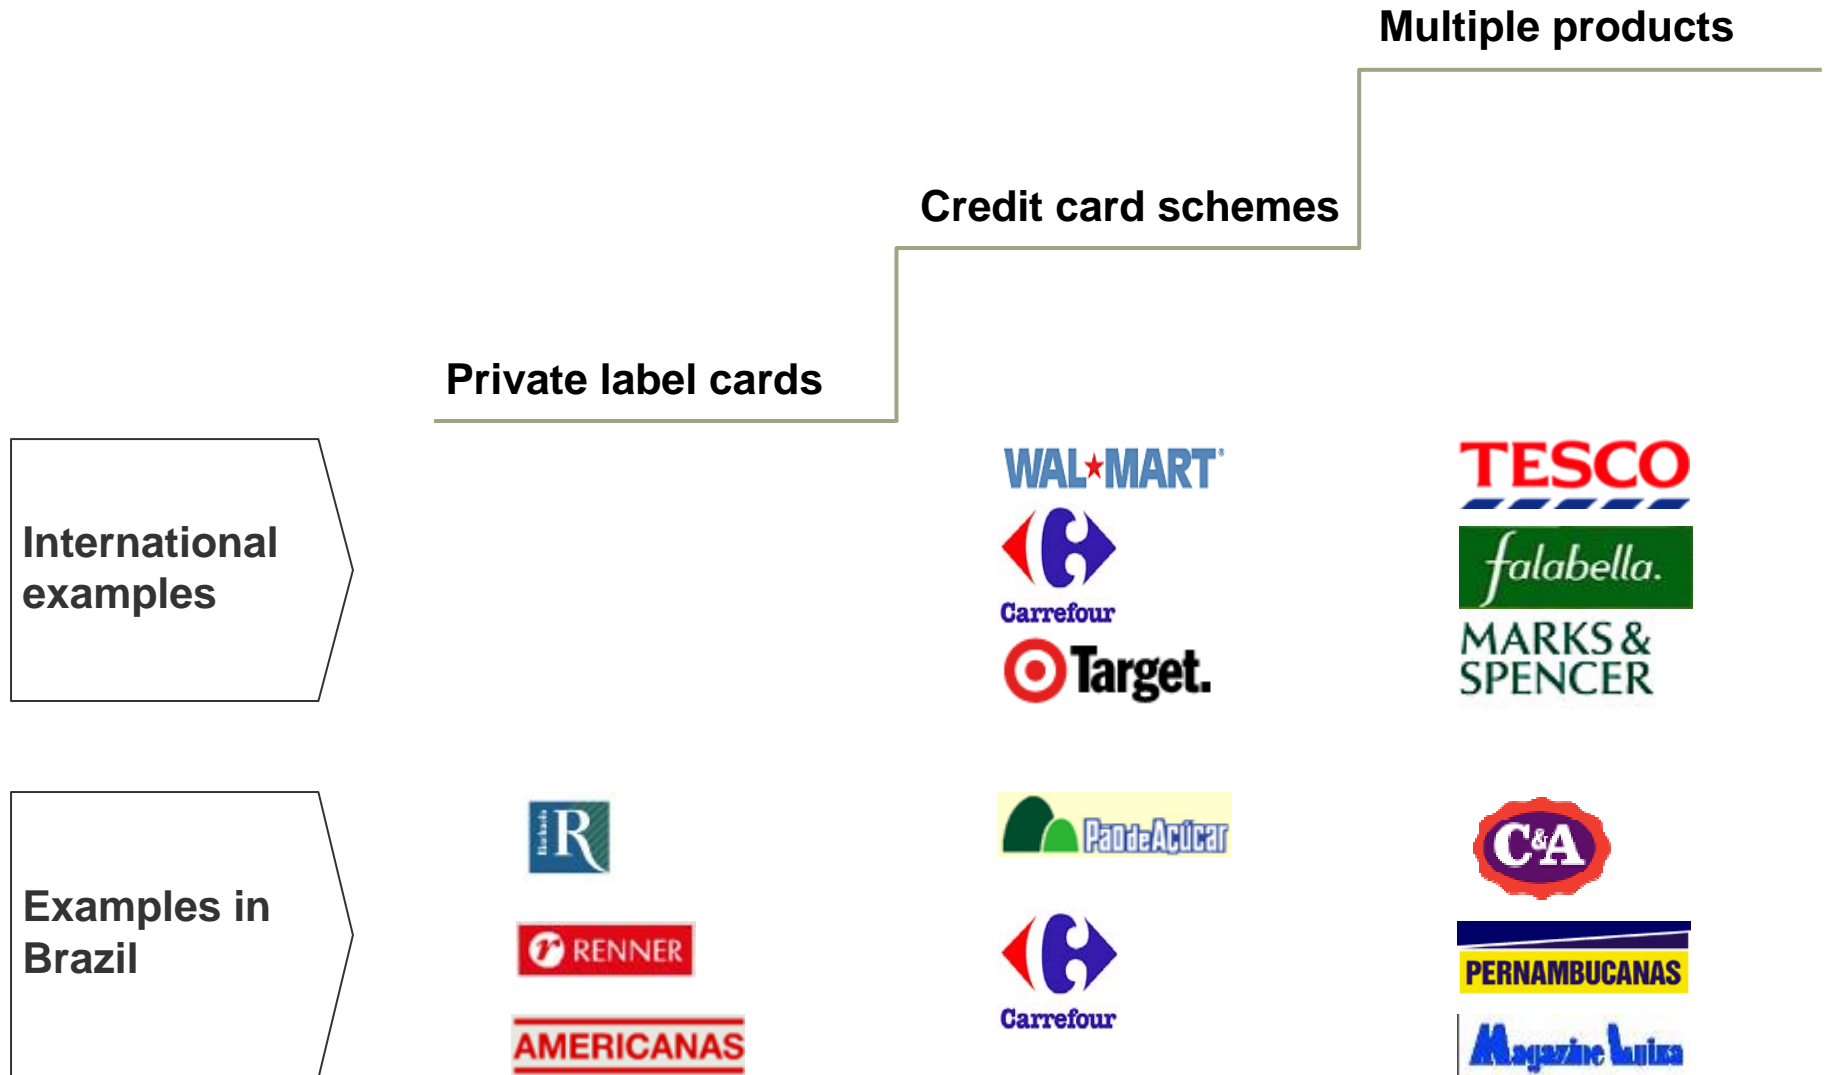 Multiple products
Credit card schemes
Private label cards
International
examples
WAL★MART®
Carrefour
Target.
TESCO
falabella.
MARKS &
SPENCER
Examples in
Brazil
R
r RENNER
AMERICANAS
PãodeAçúcar
Carrefour
C&A
PERNAMBUCANAS
Magazine Luiza